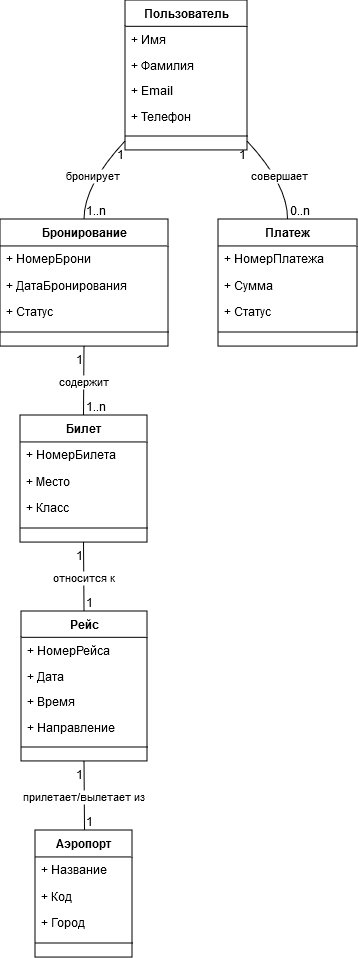 Пользователь
+ Имя
+ Фамилия
+ Email
+ Телефон
1
1
бронирует
совершает
1..n
0..n
Бронирование
+ НомерБрони
+ ДатаБронирования
+ Статус
Платеж
+ НомерПлатежа
+ Сумма
+ Статус
1
содержит
1..n
Билет
+ НомерБилета
+ Место
+ Класс
1
относится к
1
Рейс
+ НомерРейса
+ Дата
+ Время
+ Направление
1
прилетает/вылетает из
1
Аэропорт
+ Название
+ Код
+ Город